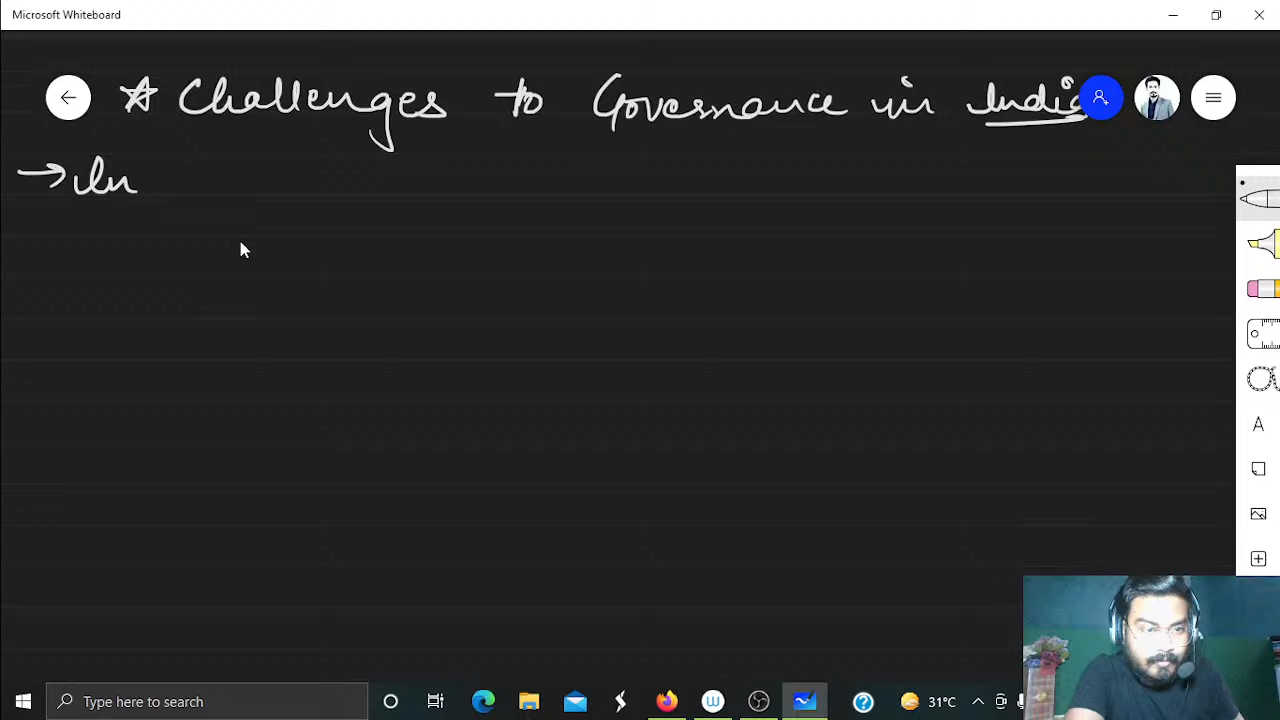 Microsoft Whiteboard
☆ Challenges to Governance in India
→ In
A
W
Type here to search
31°C